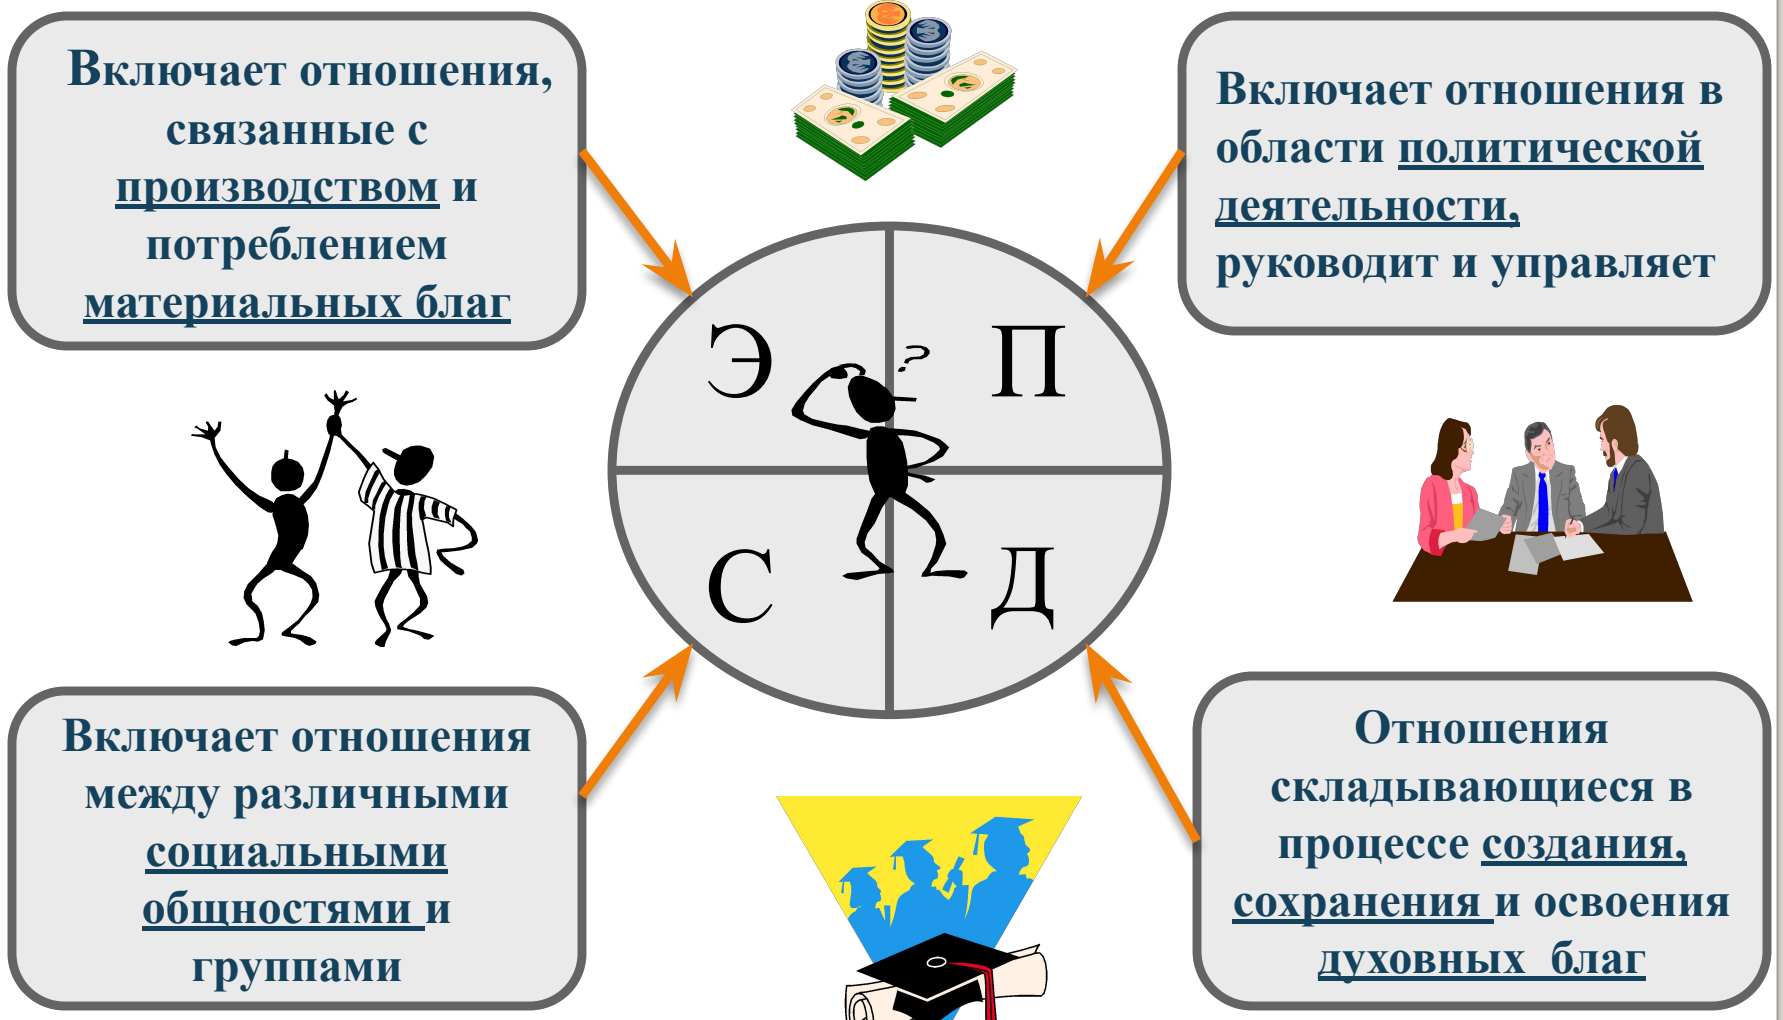 Включает отношения,
связанные с
производством и
потреблением
материальных благ
Включает отношения в
области политической
деятельности,
руководит и управляет
Э
?
П
С
Д
Включает отношения
между различными
социальными
общностями и
группами
Отношения
складывающиеся в
процессе создания,
сохранения и освоения
духовных благ